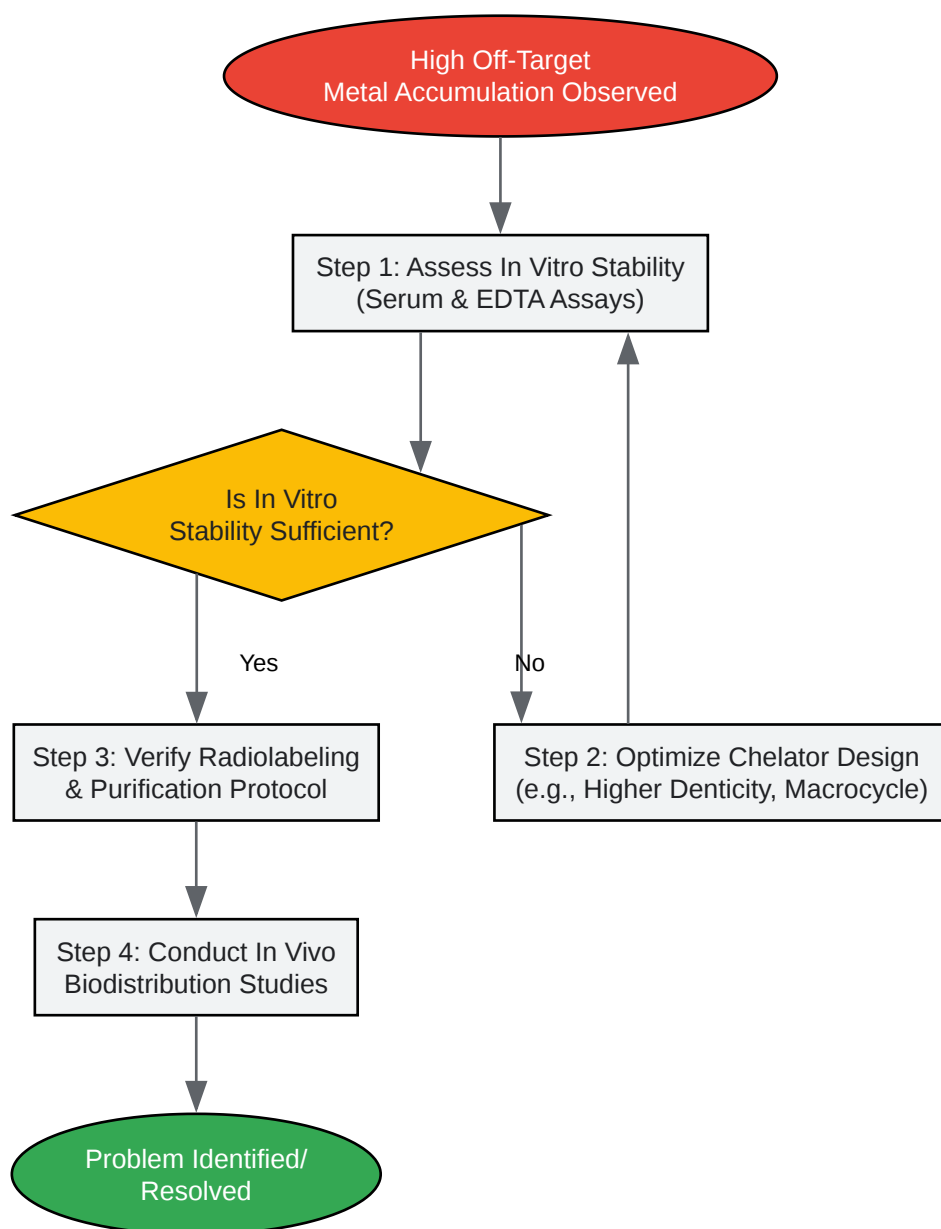 High Off-Target
Metal Accumulation Observed
Step 1: Assess In Vitro Stability
(Serum & EDTA Assays)
Is In Vitro
Stability Sufficient?
Yes
No
Step 3: Verify Radiolabeling
& Purification Protocol
Step 2: Optimize Chelator Design
(e.g., Higher Denticity, Macrocycle)
Step 4: Conduct In Vivo
Biodistribution Studies
Problem Identified/
Resolved